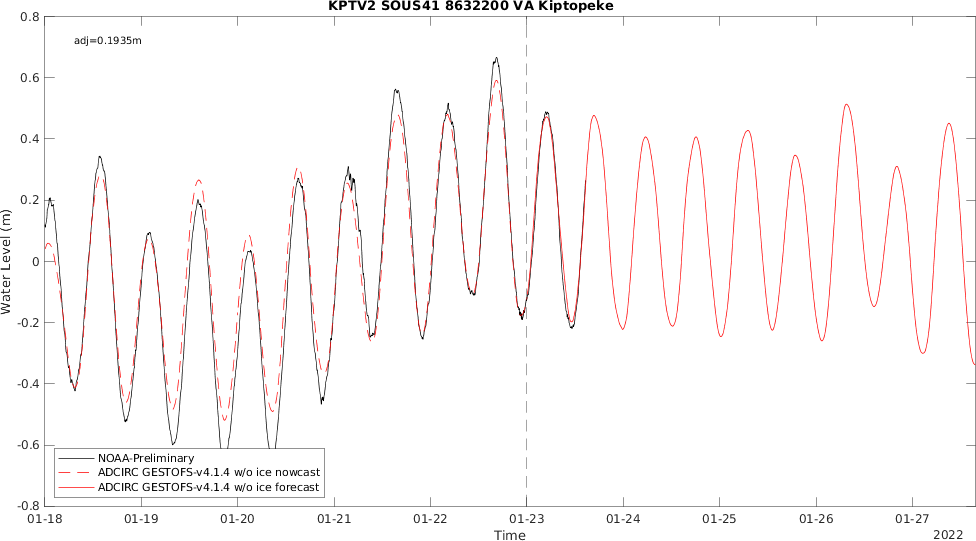 KPTV2 SOUS41 8632200 VA Kiptopeke
adj=0.1935m
0.8
0.6
0.4
0.2
0
-0.2
-0.4
-0.6
-0.8
Water Level (m)
NOAA-Preliminary
ADCIRC GESTOFS-v4.1.4 w/o ice nowcast
ADCIRC GESTOFS-v4.1.4 w/o ice forecast
01-18 01-19 01-20 01-21 01-22 01-23 01-24 01-25 01-26 01-27
Time
2022